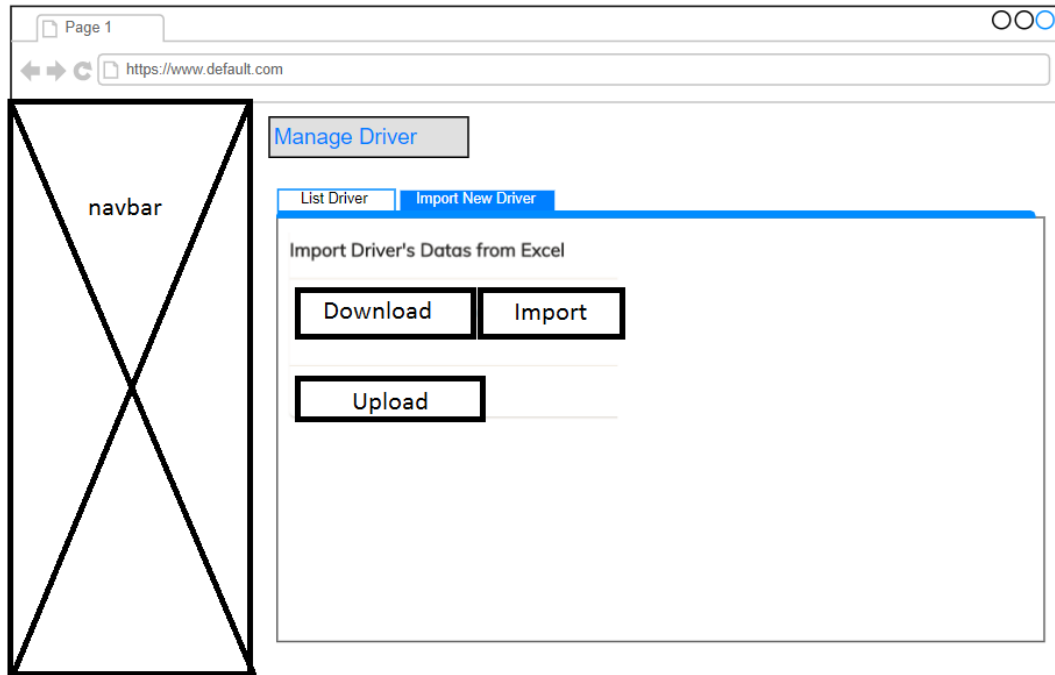 Page 1
https://www.default.com
navbar
Manage Driver
List Driver
Import New Driver
Import Driver's Datas from Excel
Download
Import
Upload